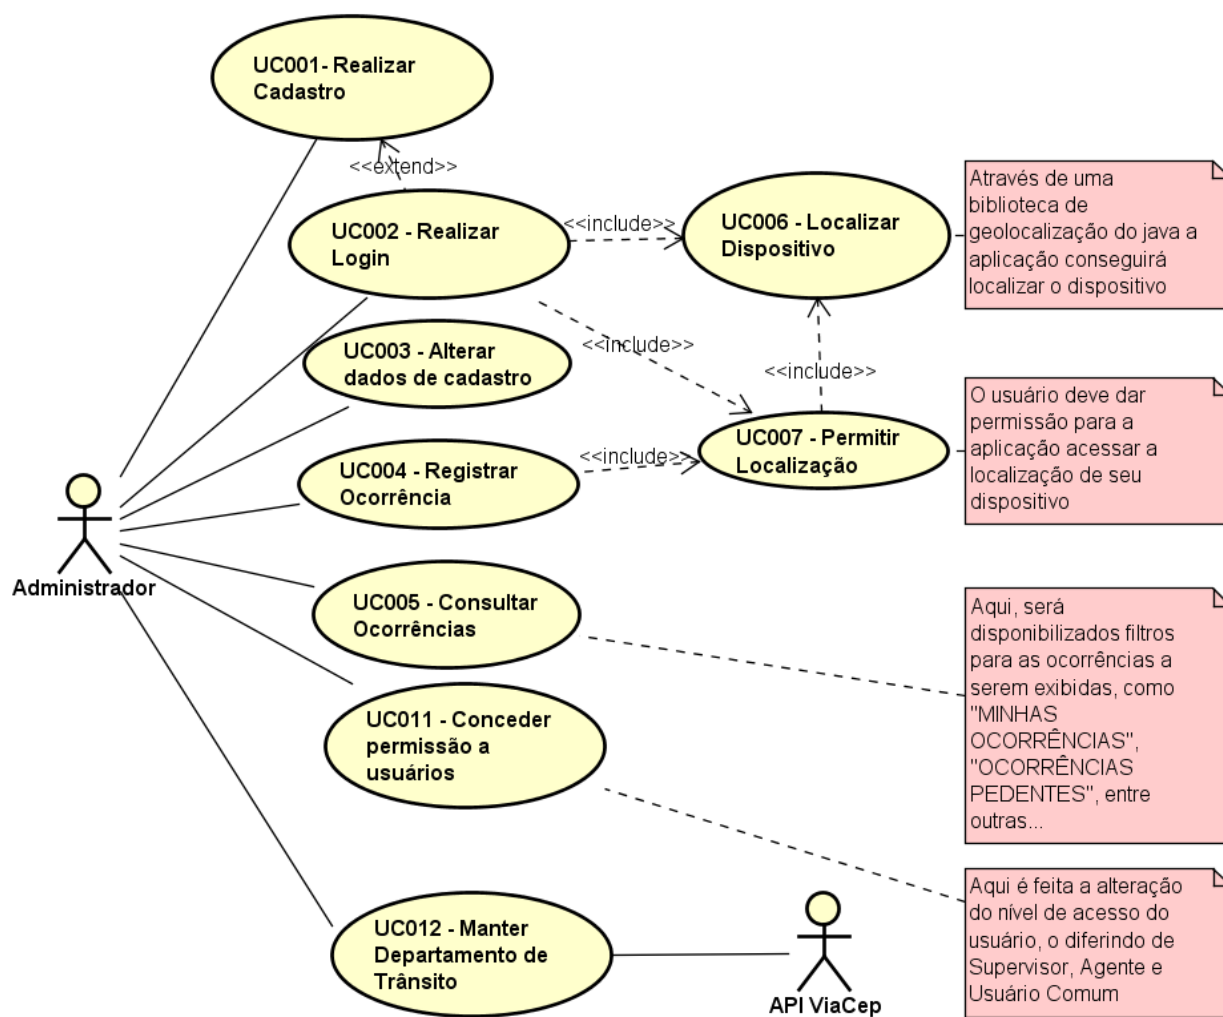 UC001- Realizar
Cadastro
<<extend>>
UC002 - Realizar
Login
<<include>>
UC006 - Localizar
Dispositivo
Através de uma
biblioteca de
geolocalização do java a
aplicação conseguirá
localizar o dispositivo
UC003 - Alterar
dados de cadastro
<<include>>
<<include>>
UC004 - Registrar
Ocorrência
<<include>>
UC007 - Permitir
Localização
O usuário deve dar
permissão para a
aplicação acessar a
localização de seu
dispositivo
Administrador
UC005 - Consultar
Ocorrências
Aqui, será
disponibilizados filtros
para as ocorrências a
serem exibidas, como
"MINHAS
OCORRÊNCIAS",
"OCORRÊNCIAS
PEDENTES", entre
outras...
UC011 - Conceder
permissão a
usuários
UC012 - Manter
Departamento de
Trânsito
API ViaCep
Aqui é feita a alteração
do nível de acesso do
usuário, o diferindo de
Supervisor, Agente e
Usuário Comum